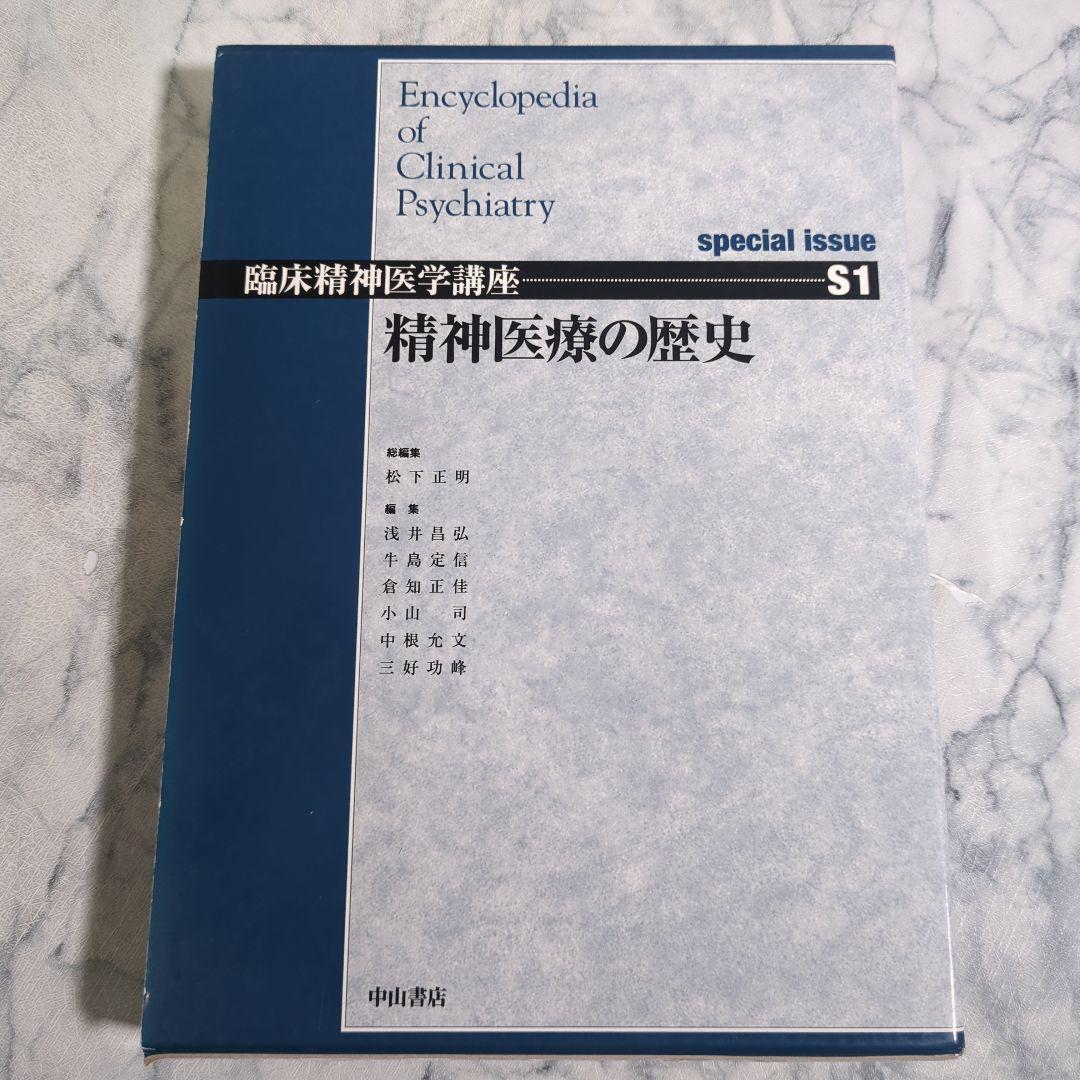 Encyclopedia
of
Clinical
Psychiatry
special issue
臨床精神医学講座 S1
精神医療の歴史
総編集
松下正明
編集
浅井昌弘
牛島定信
倉知正佳
小山 司
中根允文
三好功峰
中山書店